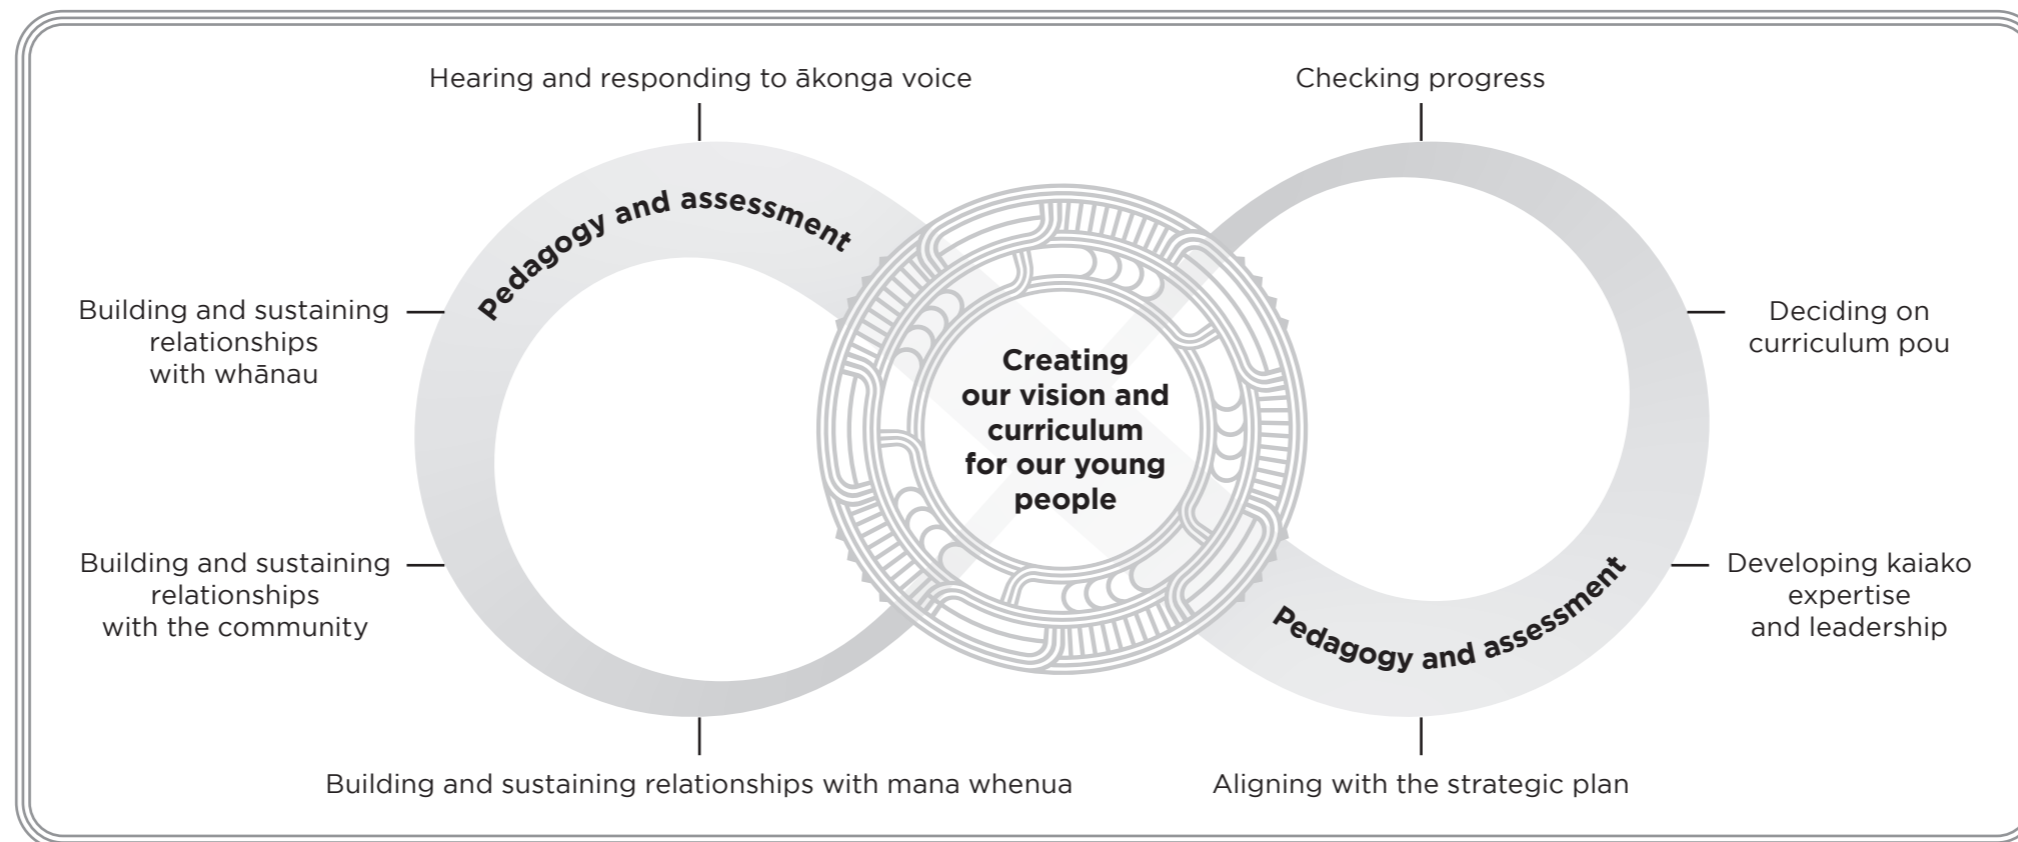 Hearing and responding to ākonga voice
Checking progress
Pedagogy and assessment
Building and sustaining
relationships
with whānau
Deciding on
curriculum pou
Creating
our vision and
curriculum
for our young
people
Building and sustaining
relationships
with the community
Developing kaiako
expertise
and leadership
Pedagogy and assessment
Building and sustaining relationships with mana whenua
Aligning with the strategic plan